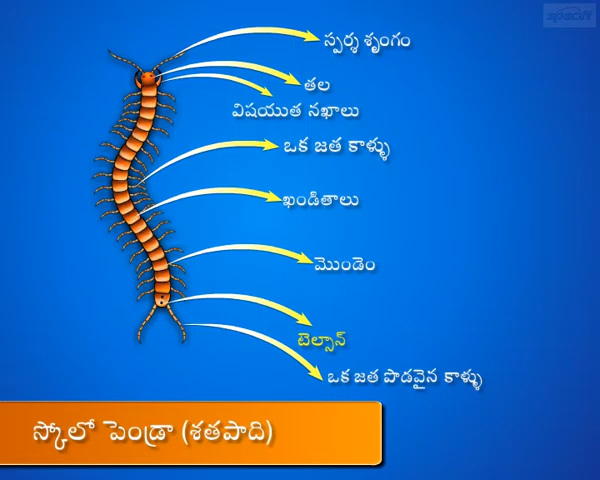 స్పర్శ శృంగం
తల
విషయుత నఖాలు
ఒక జత కాళ్ళు
ఖండితాలు
మొండెం
టెల్సాన్
ఒక జత పొడవైన కాళ్ళు
స్కోలో పెండ్రా (శతపాది)